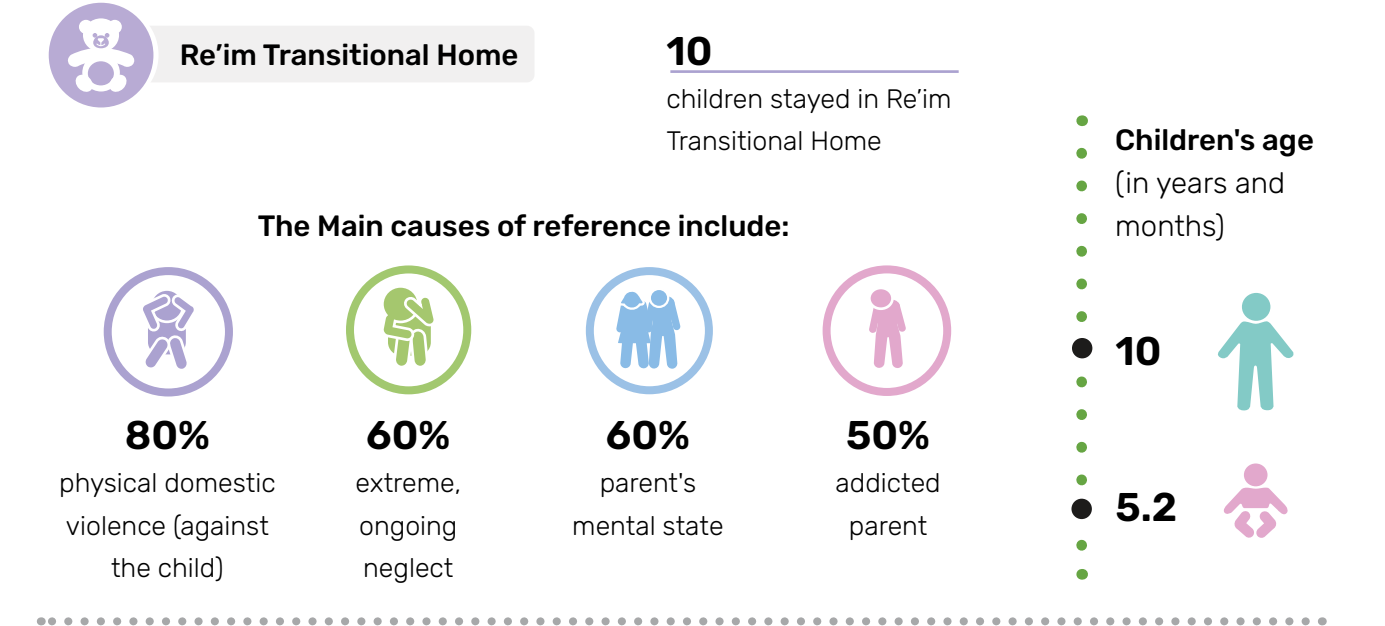 Re’im Transitional Home
10
children stayed in Re’im
Transitional Home
The Main causes of reference include:
80%
physical domestic
violence (against
the child)
60%
extreme,
ongoing
neglect
60%
parent's
mental state
50%
addicted
parent
Children's age
(in years and
months)
10
5.2